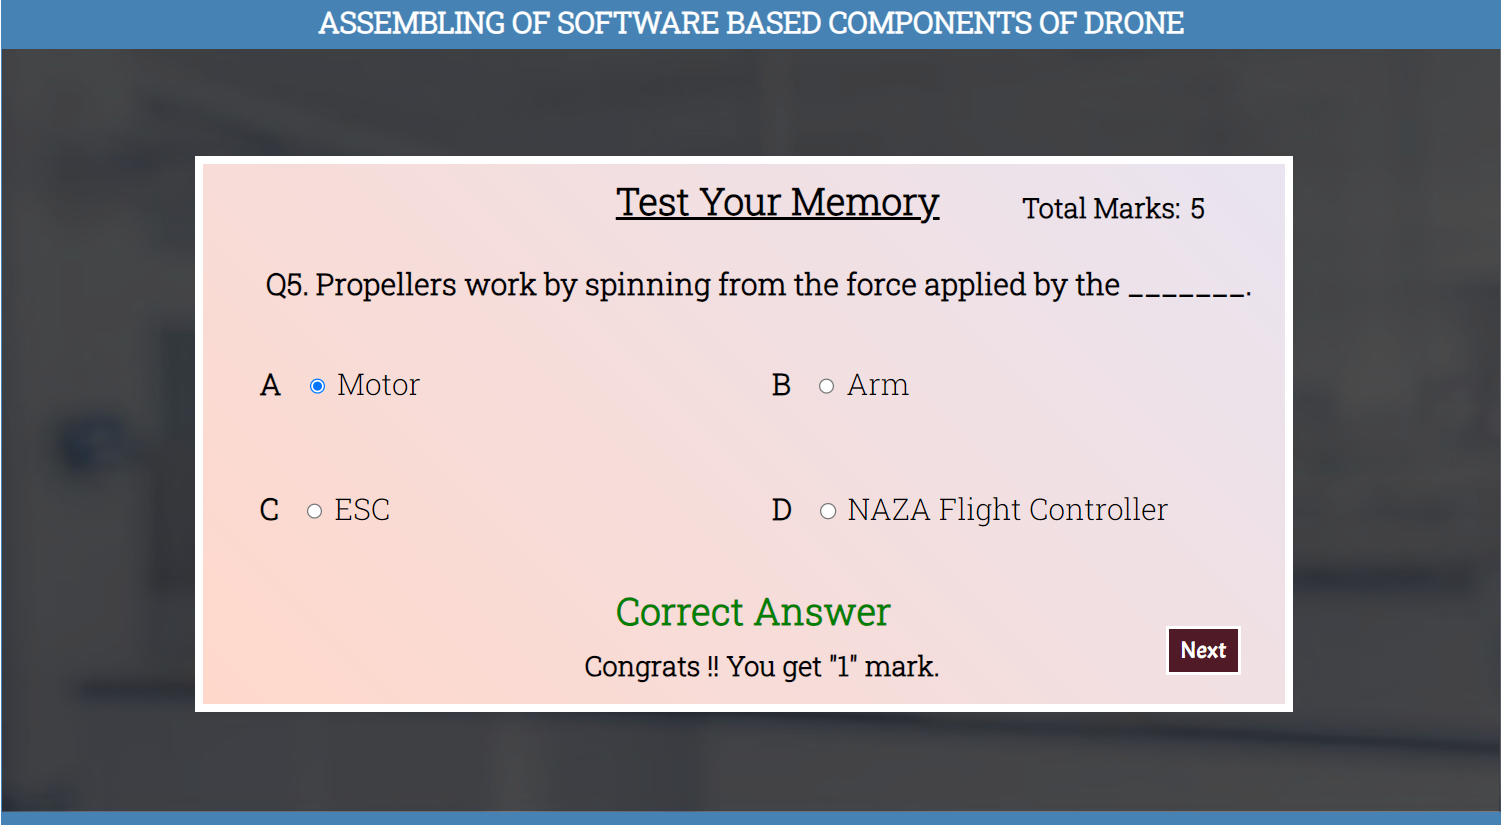 ASSEMBLING OF SOFTWARE BASED COMPONENTS OF DRONE
Test Your Memory
Total Marks: 5
Q5. Propellers work by spinning from the force applied by the _______.
A Motor
B Arm
C ESC
D NAZA Flight Controller
Correct Answer
Congrats !! You get "1" mark.
Next